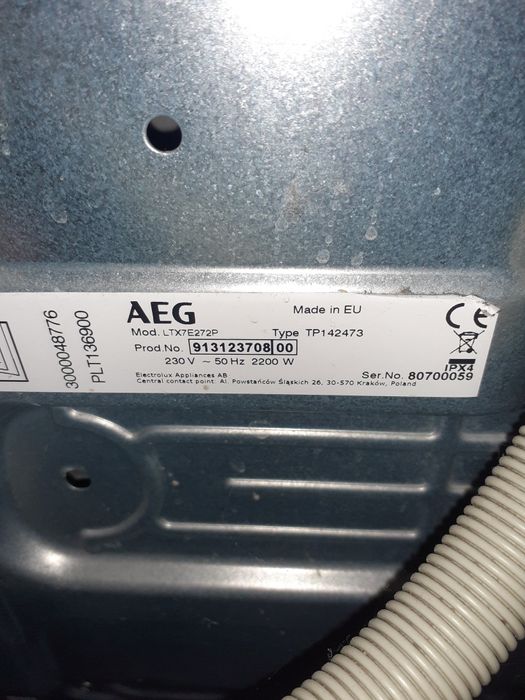 AEG
Made in EU
Mod. LTX7E272P Type TP142473
Prod.No. 913123708 00
230 V ~ 50 Hz 2200 W
Ser.No. 80700059
IPX4
Electrolux Appliances AB
Central contact point: Al. Powstańców Śląskich 26, 30-570 Kraków, Poland
3000048776
PLT136900
CE